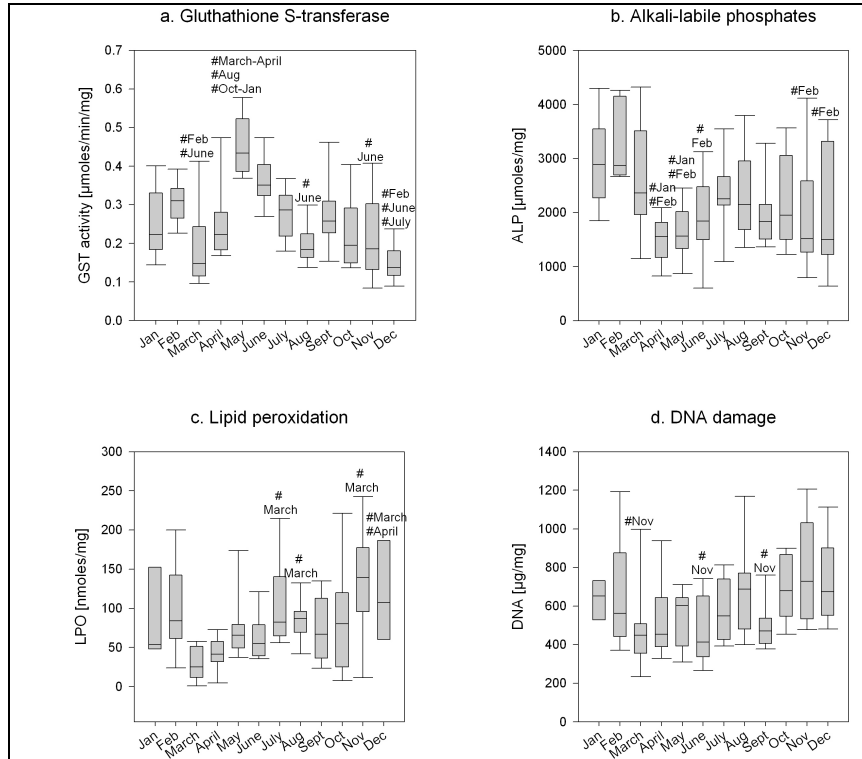 a. Gluthathione S-transferase
GST activity [µmoles/min/mg]
0.7
0.6
0.5
0.4
0.3
0.2
0.1
0.0
#March-April
#Aug
#Oct-Jan
#Feb
#June
#
June
#
June
#Feb
#June
#July
Jan
Feb
March
April
May
June
July
Aug
Sept
Oct
Nov
Dec
b. Alkali-labile phosphates
ALP [µmoles/mg]
5000
4000
3000
2000
1000
0
#Jan
#Feb
#Jan
#Feb
#
Feb
#Feb
#Feb
Jan
Feb
March
April
May
June
July
Aug
Sept
Oct
Nov
Dec
c. Lipid peroxidation
LPO [nmoles/mg]
300
250
200
150
100
50
0
#
March
#
March
#
March
#March
#April
Jan
Feb
March
April
May
June
July
Aug
Sept
Oct
Nov
Dec
d. DNA damage
DNA [µg/mg]
1400
1200
1000
800
600
400
200
0
#Nov
#
Nov
#
Nov
Jan
Feb
March
April
May
June
July
Aug
Sept
Oct
Nov
Dec